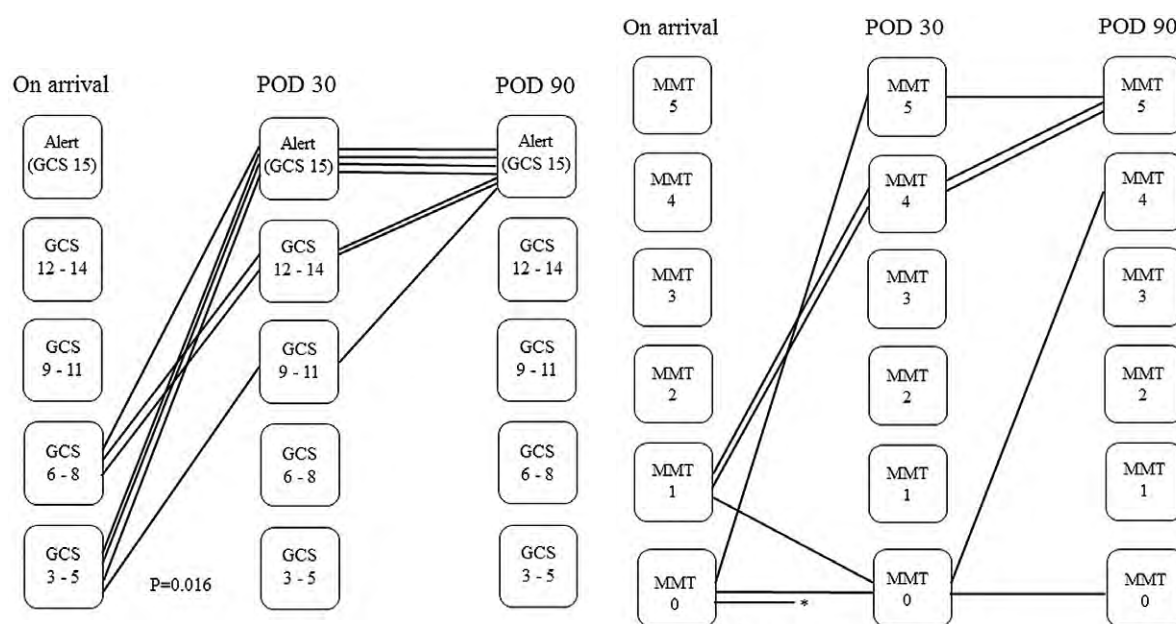 On arrival
POD 30
POD 90
Alert
(GCS 15)
Alert
(GCS 15)
Alert
(GCS 15)
GCS
12 - 14
GCS
12 - 14
GCS
12 - 14
GCS
9 - 11
GCS
9 - 11
GCS
9 - 11
GCS
6 - 8
GCS
6 - 8
GCS
6 - 8
GCS
3 - 5
GCS
3 - 5
GCS
3 - 5
P=0.016
On arrival
POD 30
POD 90
MMT
5
MMT
5
MMT
5
MMT
4
MMT
4
MMT
4
MMT
3
MMT
3
MMT
3
MMT
2
MMT
2
MMT
2
MMT
1
MMT
1
MMT
1
MMT
0
*
MMT
0
MMT
0